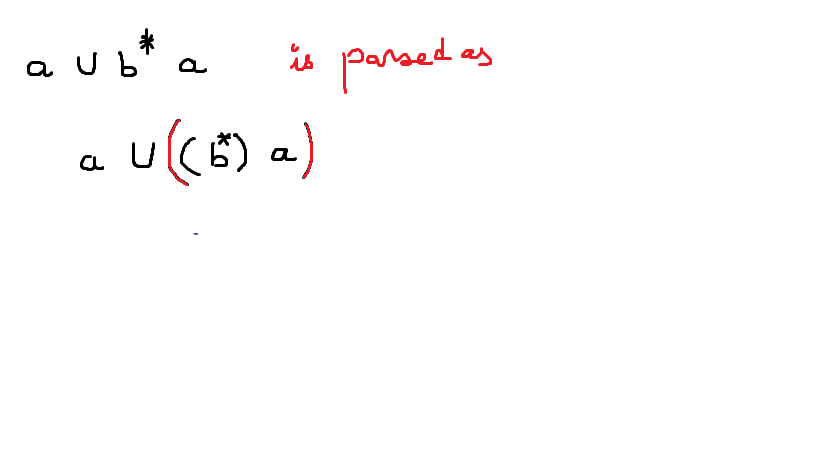 a ∪ b* a is parsed as
a ∪ ((b*) a)